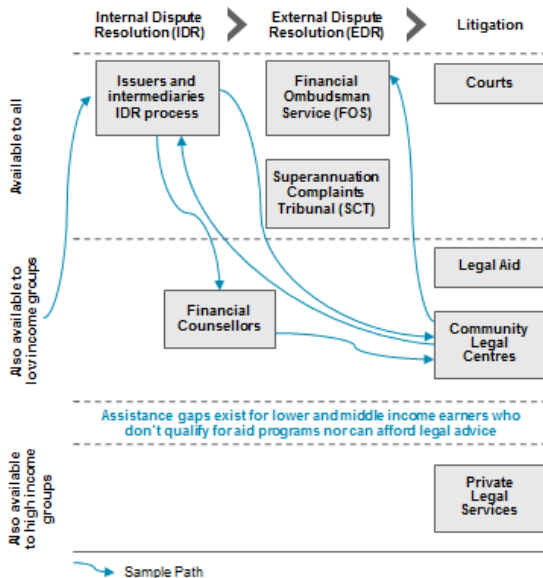 Internal Dispute
Resolution (IDR)
External Dispute
Resolution (EDR)
Litigation
Available to all
Issuers and
intermediaries
IDR process
Financial
Ombudsman
Service (FOS)
Courts
Superannuation
Complaints
Tribunal (SCT)
Also available to
low income groups
Legal Aid
Financial
Counsellors
Community
Legal
Centres
Assistance gaps exist for lower and middle income earners who
don't qualify for aid programs nor can afford legal advice
Also available
to high income
groups
Private
Legal
Services
Sample Path